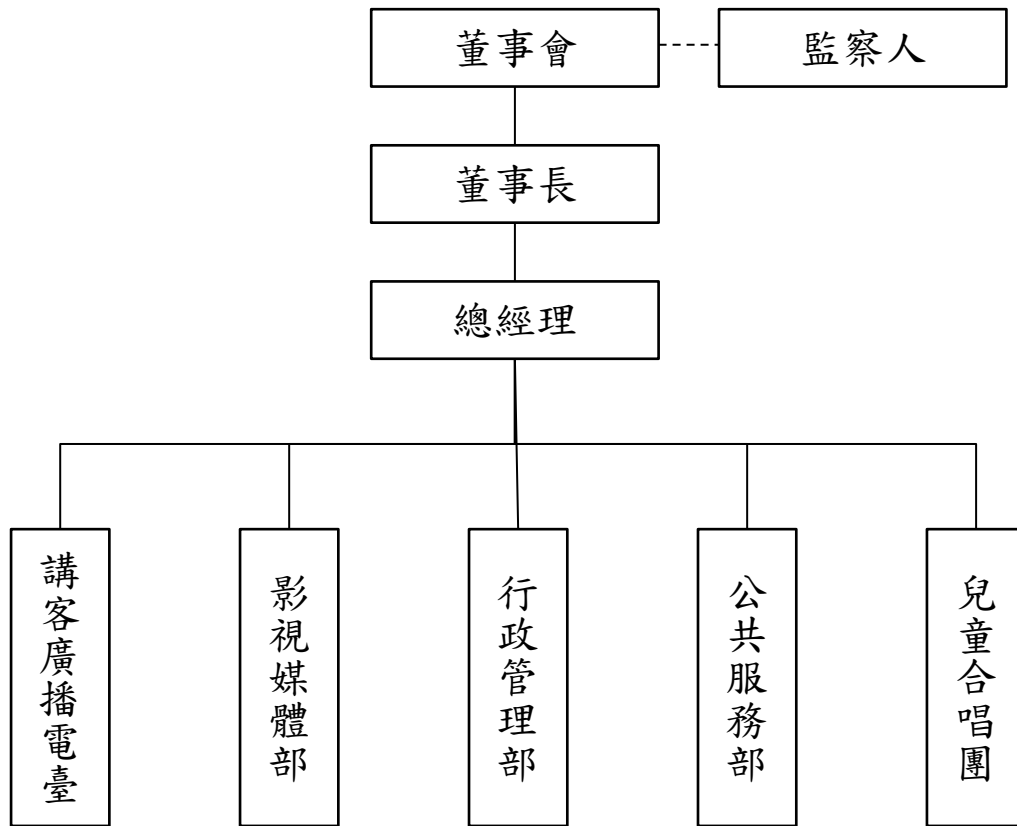 董事會
監察人
董事長
總經理
講客廣播電臺
影視媒體部
行政管理部
公共服務部
兒童合唱團